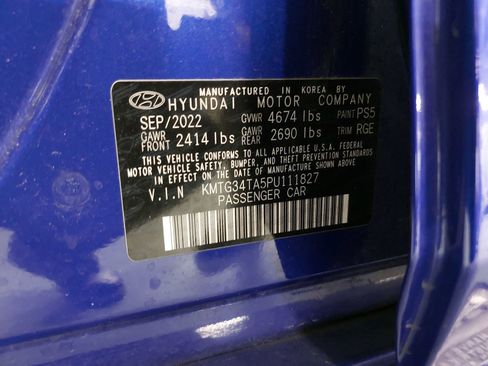 MANUFACTURED IN KOREA BY
HYUNDAI MOTOR COMPANY
SEP/2022 GVWR 4674 lbs PAINT PS5
GAWR FRONT 2414 lbs GAWR REAR 2690 lbs TRIM RGE
THIS VEHICLE CONFORMS TO ALL APPLICABLE U.S.A. FEDERAL
MOTOR VEHICLE SAFETY, BUMPER, AND THEFT PREVENTION
STANDARDS IN EFFECT ON THE DATE OF MANUFACTURE SHOWN ABOVE.
V.I.N KMTG34TA5PU111827
PASSENGER CAR